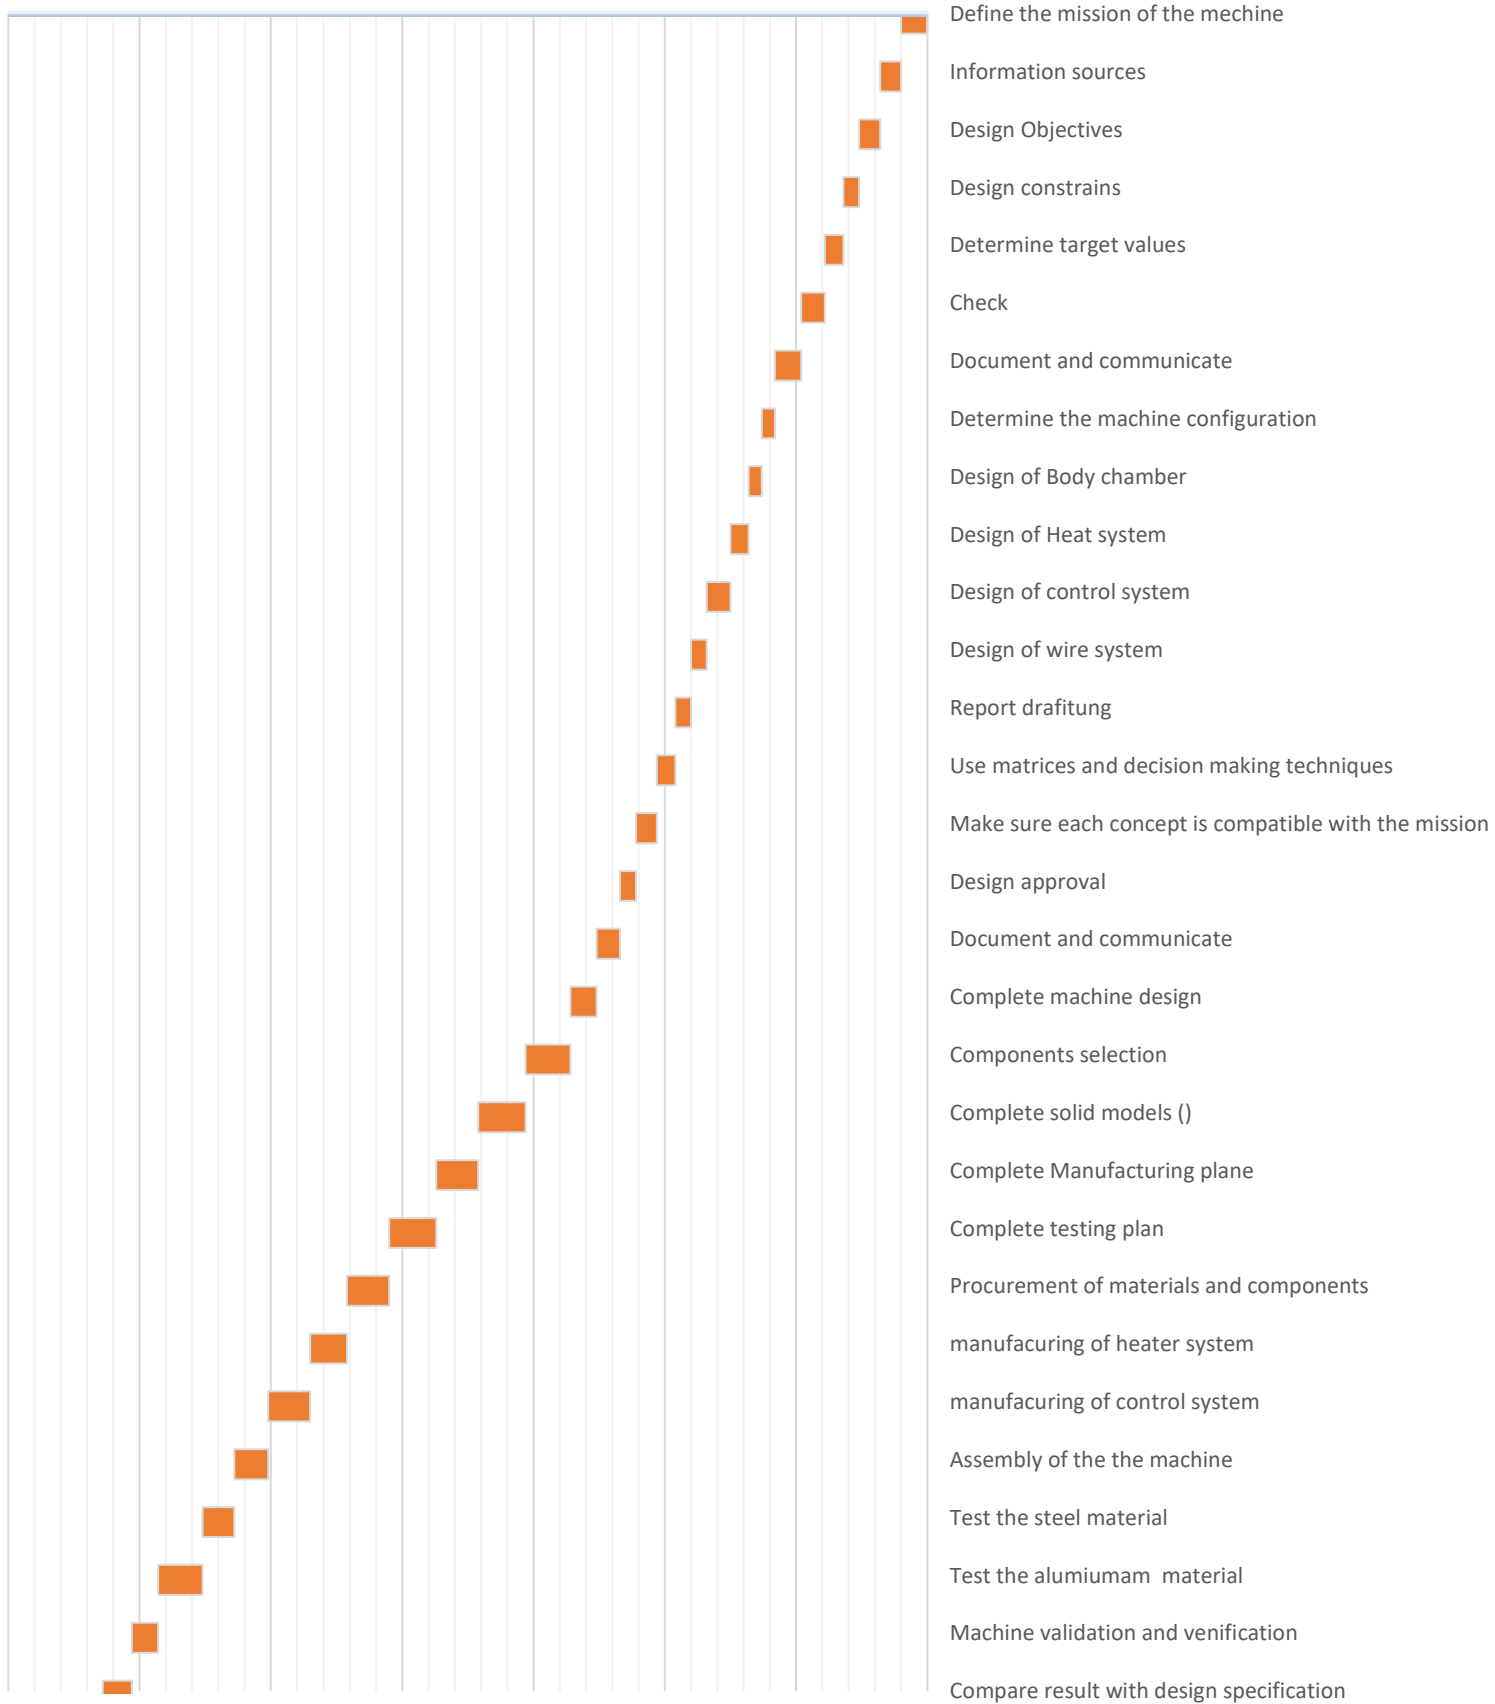 Define the mission of the mechine
Information sources
Design Objectives
Design constrains
Determine target values
Check
Document and communicate
Determine the machine configuration
Design of Body chamber
Design of Heat system
Design of control system
Design of wire system
Report drafitung
Use matrices and decision making techniques
Make sure each concept is compatible with the mission
Design approval
Document and communicate
Complete machine design
Components selection
Complete solid models ()
Complete Manufacturing plane
Complete testing plan
Procurement of materials and components
manufacuring of heater system
manufacuring of control system
Assembly of the the machine
Test the steel material
Test the alumiumam  material
Machine validation and venification
Compare result with design specification